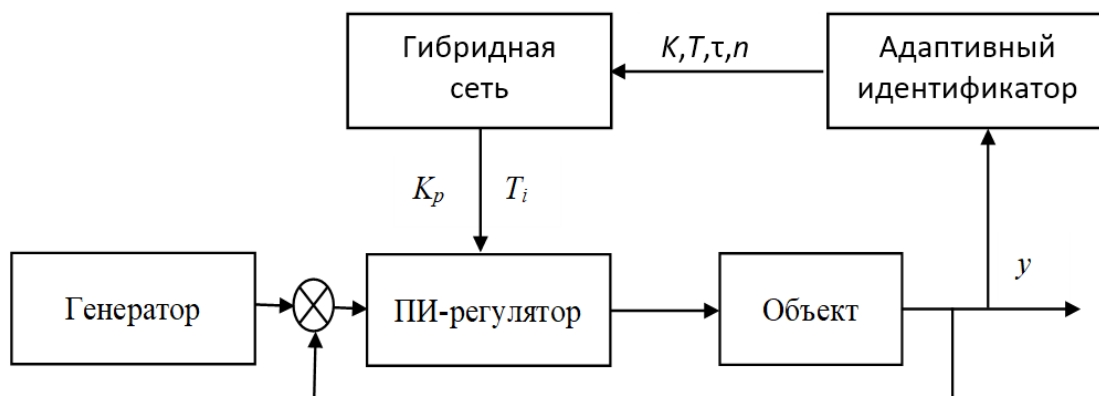 Гибридная
сеть
K,T,τ,n
Адаптивный
идентификатор
Kp Ti
y
Генератор
ПИ-регулятор
Объект